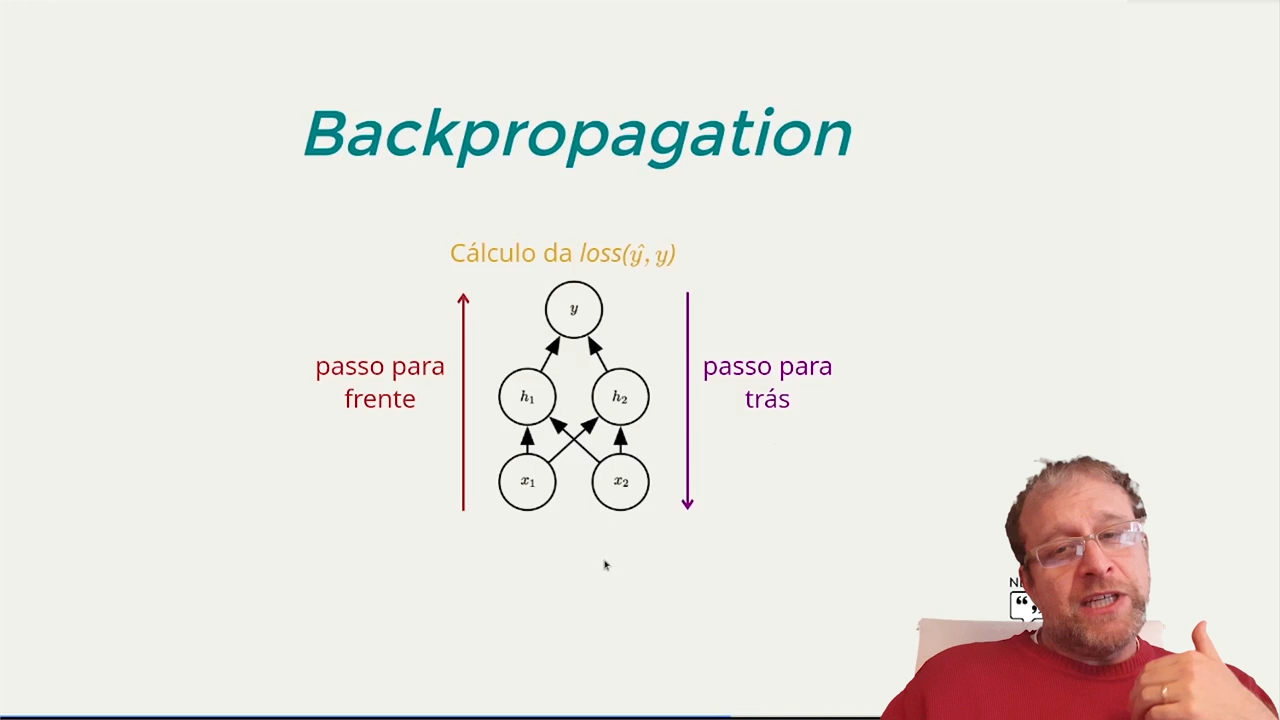 Backpropagation
Cálculo da loss(ŷ, y)
y
passo para
frente
passo para
trás
h₁ h₂
x₁ x₂